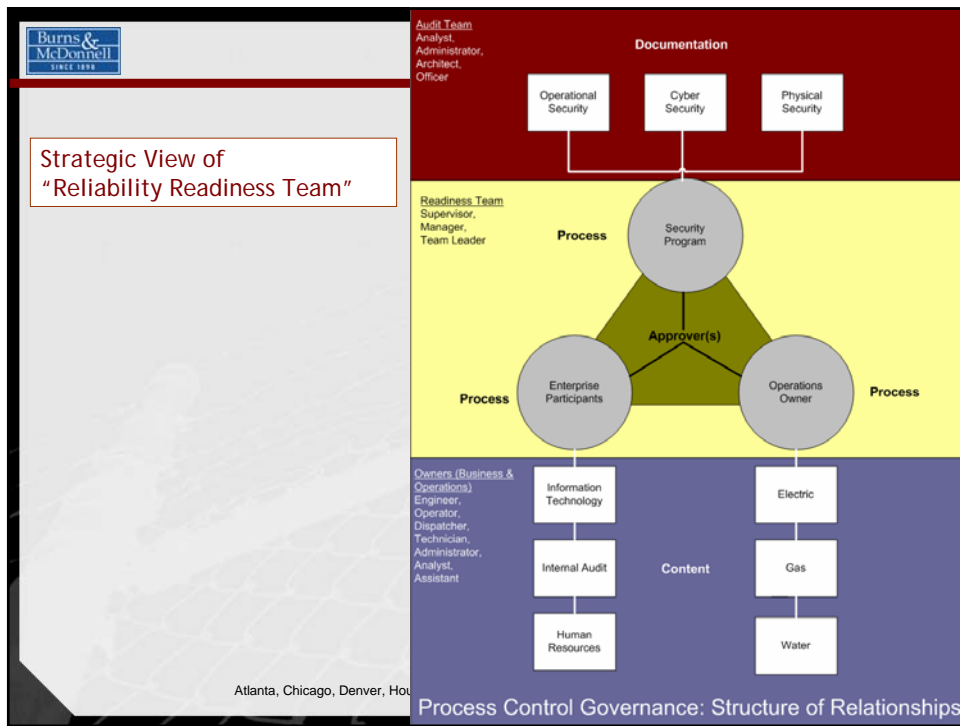 Burns &
McDonnell
SINCE 1898
Strategic View of
“Reliability Readiness Team”
Audit Team
Analyst,
Administrator,
Architect,
Officer
Documentation
Operational
Security
Cyber
Security
Physical
Security
Readiness Team
Supervisor,
Manager,
Team Leader
Process
Security
Program
Approver(s)
Process
Enterprise
Participants
Operations
Owner
Process
Owners (Business &
Operations)
Engineer,
Operator,
Dispatcher,
Technician,
Administrator,
Analyst,
Assistant
Information
Technology
Electric
Internal Audit
Content
Gas
Human
Resources
Water
Atlanta, Chicago, Denver,
Process Control Governance: Structure of Relationships